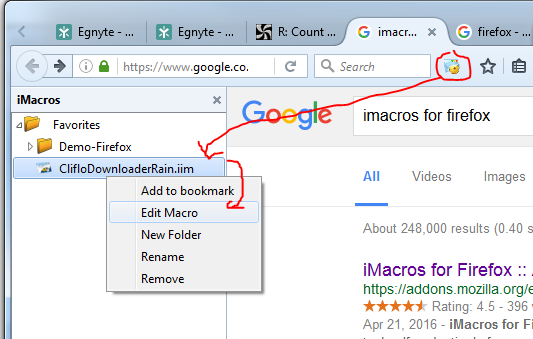 Egnyte - ...
Egnyte - ...
R: Count ...
imacr...
firefox - ...
https://www.google.co.
Search
iMacros
Favorites
Demo-Firefox
ClifloDownloaderRain.iim
Add to bookmark
Edit Macro
New Folder
Rename
Remove
Google
imacros for firefox
All
Videos
Images
About 248,000 results (0.40 s
iMacros for Firefox :: A
https://addons.mozilla.org/e
Rating: 4.5 - 396 v
Apr 21, 2016 - iMacros for Fi